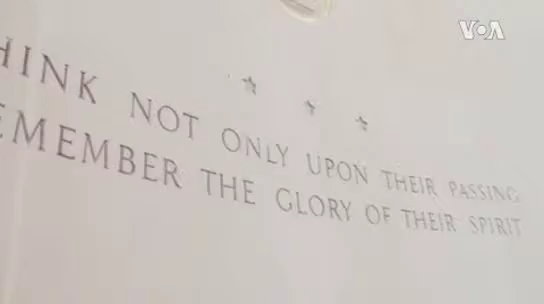 VOA
HINK NOT ONLY UPON THEIR PASSING
EMEMBER THE GLORY OF THEIR SPIRIT